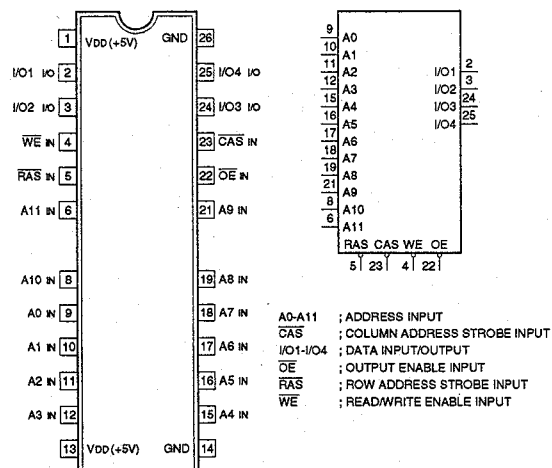 1 VDD (+5V) GND 26
I/O1 I/O 2 25 I/O4 I/O
I/O2 I/O 3 24 I/O3 I/O
WE IN 4 23 CAS IN
RAS IN 5 22 OE IN
A11 IN 6 21 A9 IN
A10 IN 8 19 A8 IN
A0 IN 9 18 A7 IN
A1 IN 10 17 A6 IN
A2 IN 11 16 A5 IN
A3 IN 12 15 A4 IN
13 VDD (+5V) GND 14
9 A0
10 A1
11 A2
12 A3
15 A4
16 A5
17 A6
18 A7
19 A8
21 A9
8 A10
6 A11
I/O1 2
I/O2 3
I/O3 24
I/O4 25
RAS CAS WE OE
5 23 4 22
A0-A11 ; ADDRESS INPUT
CAS ; COLUMN ADDRESS STROBE INPUT
I/O1-I/O4 ; DATA INPUT/OUTPUT
OE ; OUTPUT ENABLE INPUT
RAS ; ROW ADDRESS STROBE INPUT
WE ; READ/WRITE ENABLE INPUT